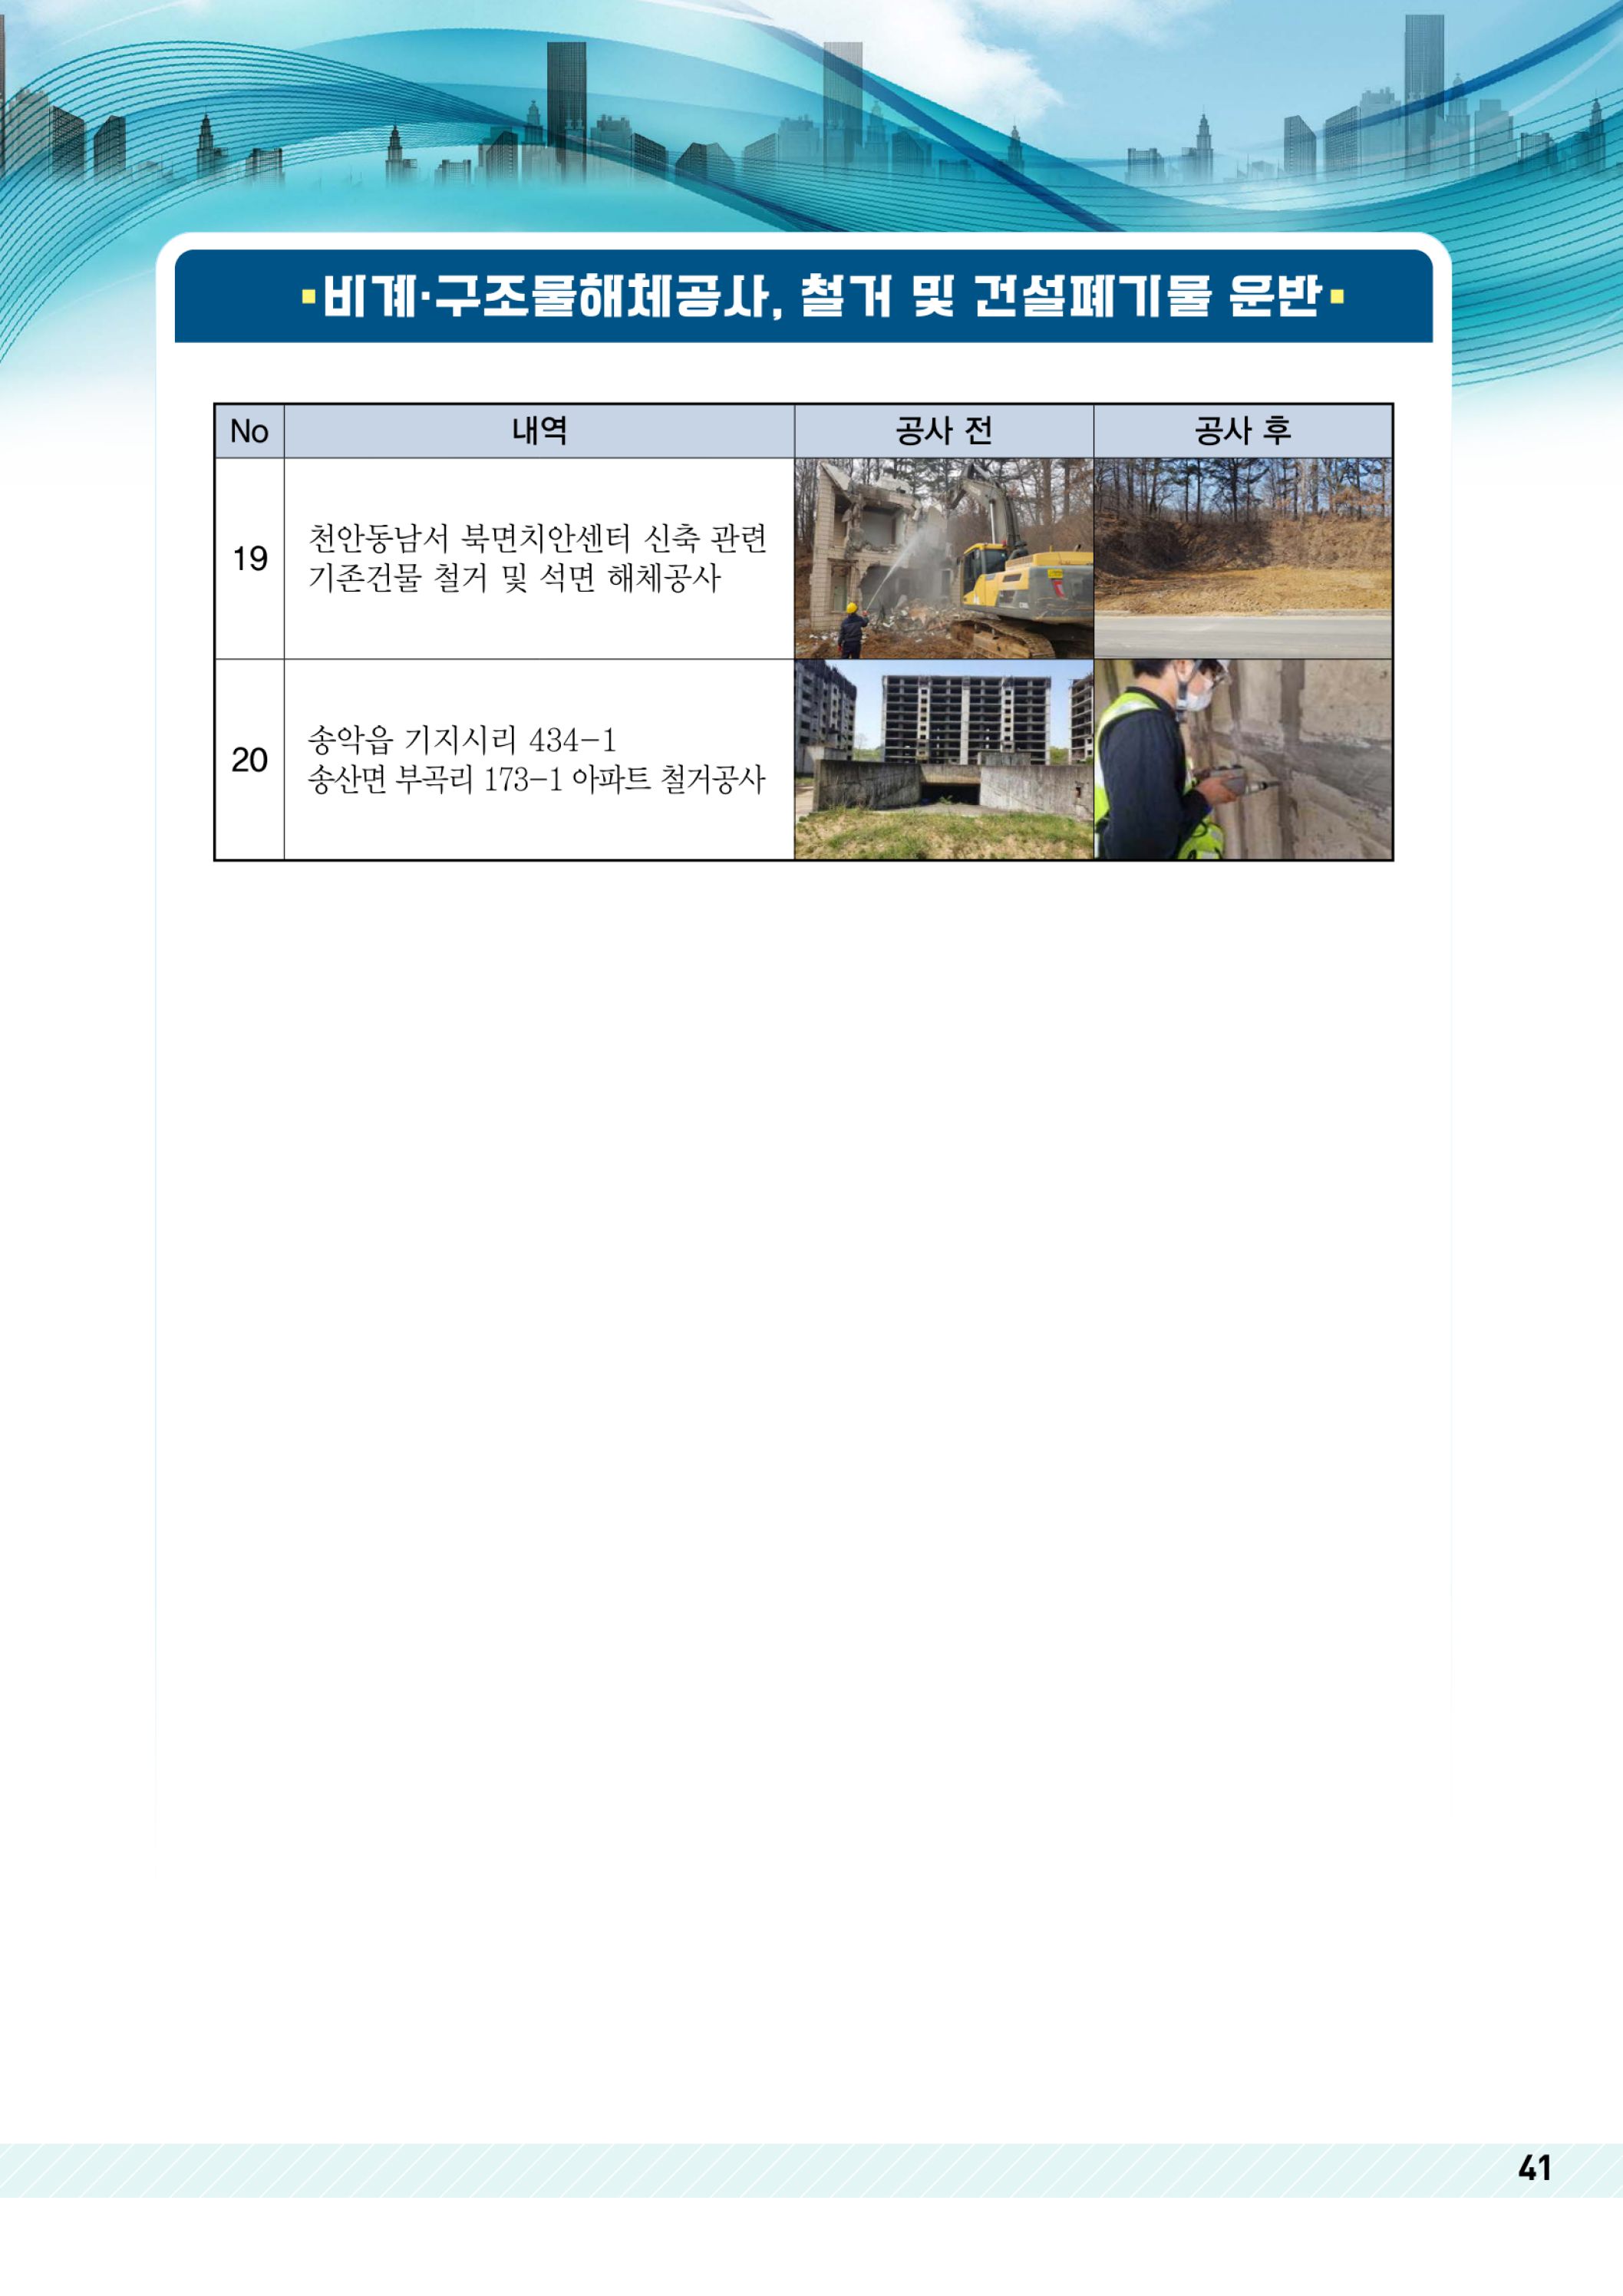 ▪비계·구조물해체공사, 철거 및 건설폐기물 운반▪
No 내역 공사 전 공사 후
19
천안동남서 북면치안센터 신축 관련
기존건물 철거 및 석면 해체공사
20
송악읍 기지시리 434-1
송산면 부곡리 173-1 아파트 철거공사
41